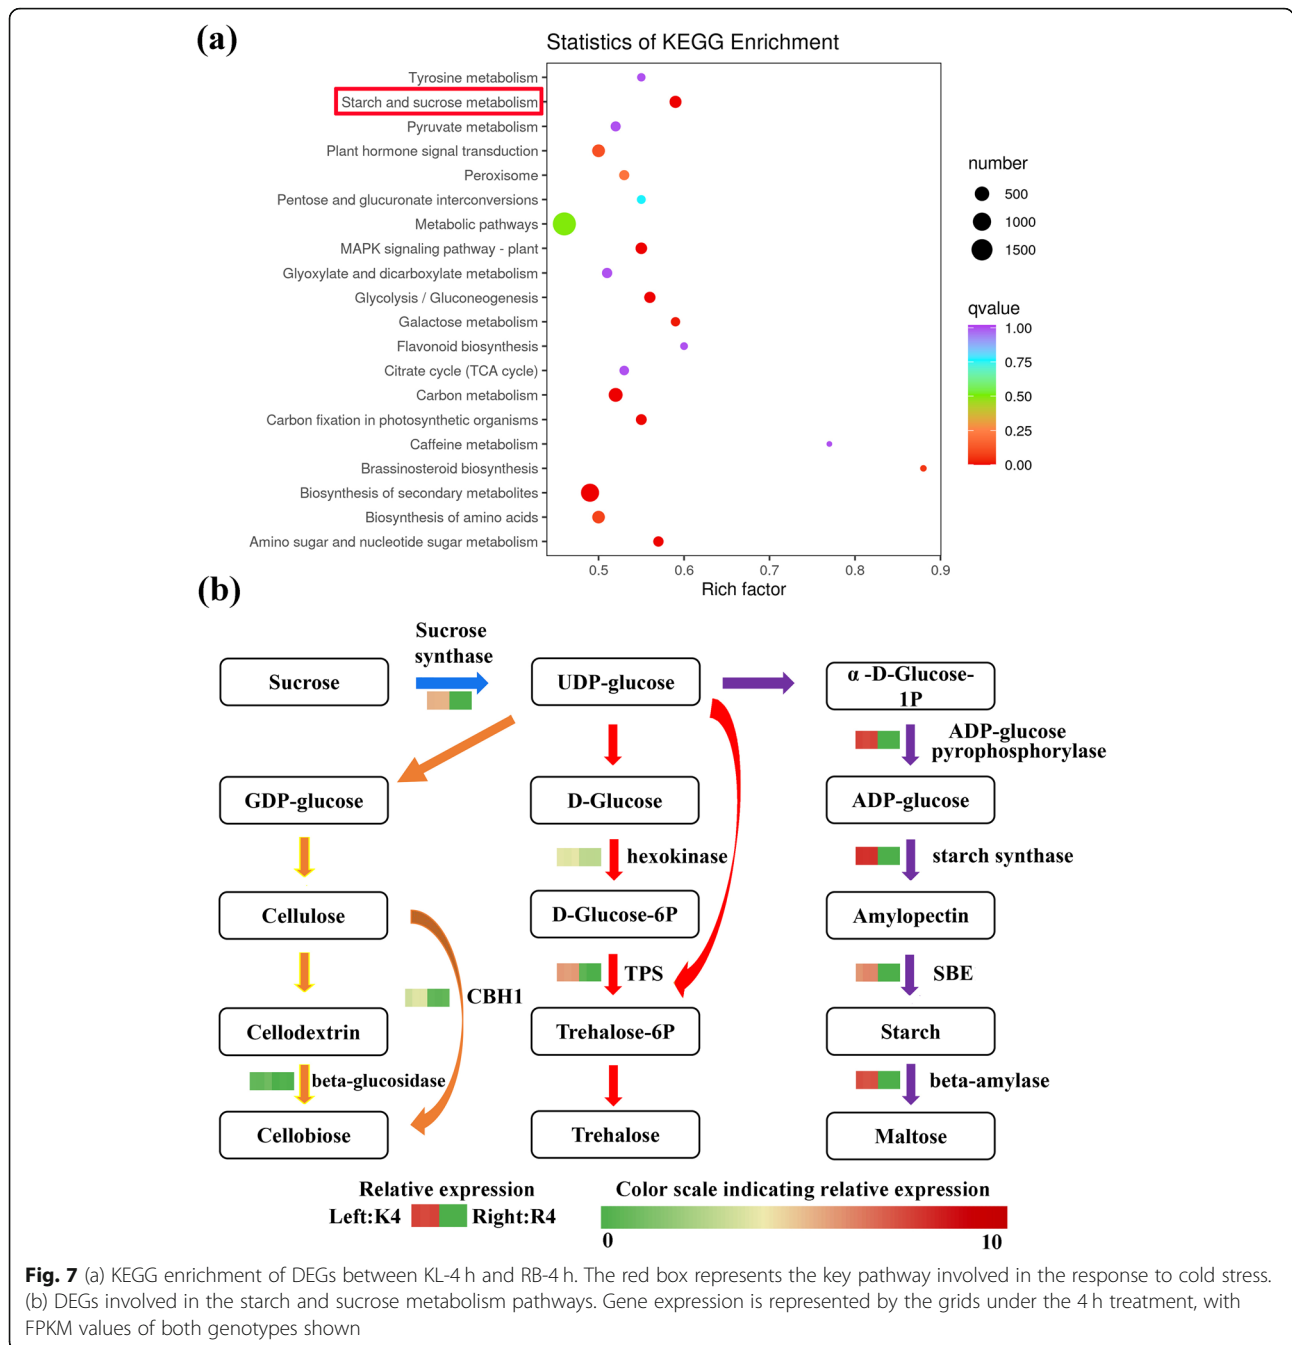 (a)
Statistics of KEGG Enrichment
Tyrosine metabolism
Starch and sucrose metabolism
Pyruvate metabolism
Plant hormone signal transduction
Peroxisome
Pentose and glucuronate interconversions
Metabolic pathways
MAPK signaling pathway - plant
Glyoxylate and dicarboxylate metabolism
Glycolysis / Gluconeogenesis
Galactose metabolism
Flavonoid biosynthesis
Citrate cycle (TCA cycle)
Carbon metabolism
Carbon fixation in photosynthetic organisms
Caffeine metabolism
Brassinosteroid biosynthesis
Biosynthesis of secondary metabolites
Biosynthesis of amino acids
Amino sugar and nucleotide sugar metabolism
0.5 0.6 0.7 0.8 0.9
Rich factor
number
500
1000
1500
qvalue
1.00
0.75
0.50
0.25
0.00
(b)
Sucrose
Sucrose
synthase
UDP-glucose
α -D-Glucose-
1P
ADP-glucose
pyrophosphorylase
GDP-glucose
D-Glucose
ADP-glucose
hexokinase
starch synthase
Cellulose
D-Glucose-6P
Amylopectin
CBH1
TPS
SBE
Cellodextrin
Trehalose-6P
Starch
beta-glucosidase
beta-amylase
Cellobiose
Trehalose
Maltose
Relative expression
Left:K4 Right:R4
Color scale indicating relative expression
0 10
Fig. 7 (a) KEGG enrichment of DEGs between KL-4 h and RB-4 h. The red box represents the key pathway involved in the response to cold stress.
(b) DEGs involved in the starch and sucrose metabolism pathways. Gene expression is represented by the grids under the 4 h treatment, with
FPKM values of both genotypes shown